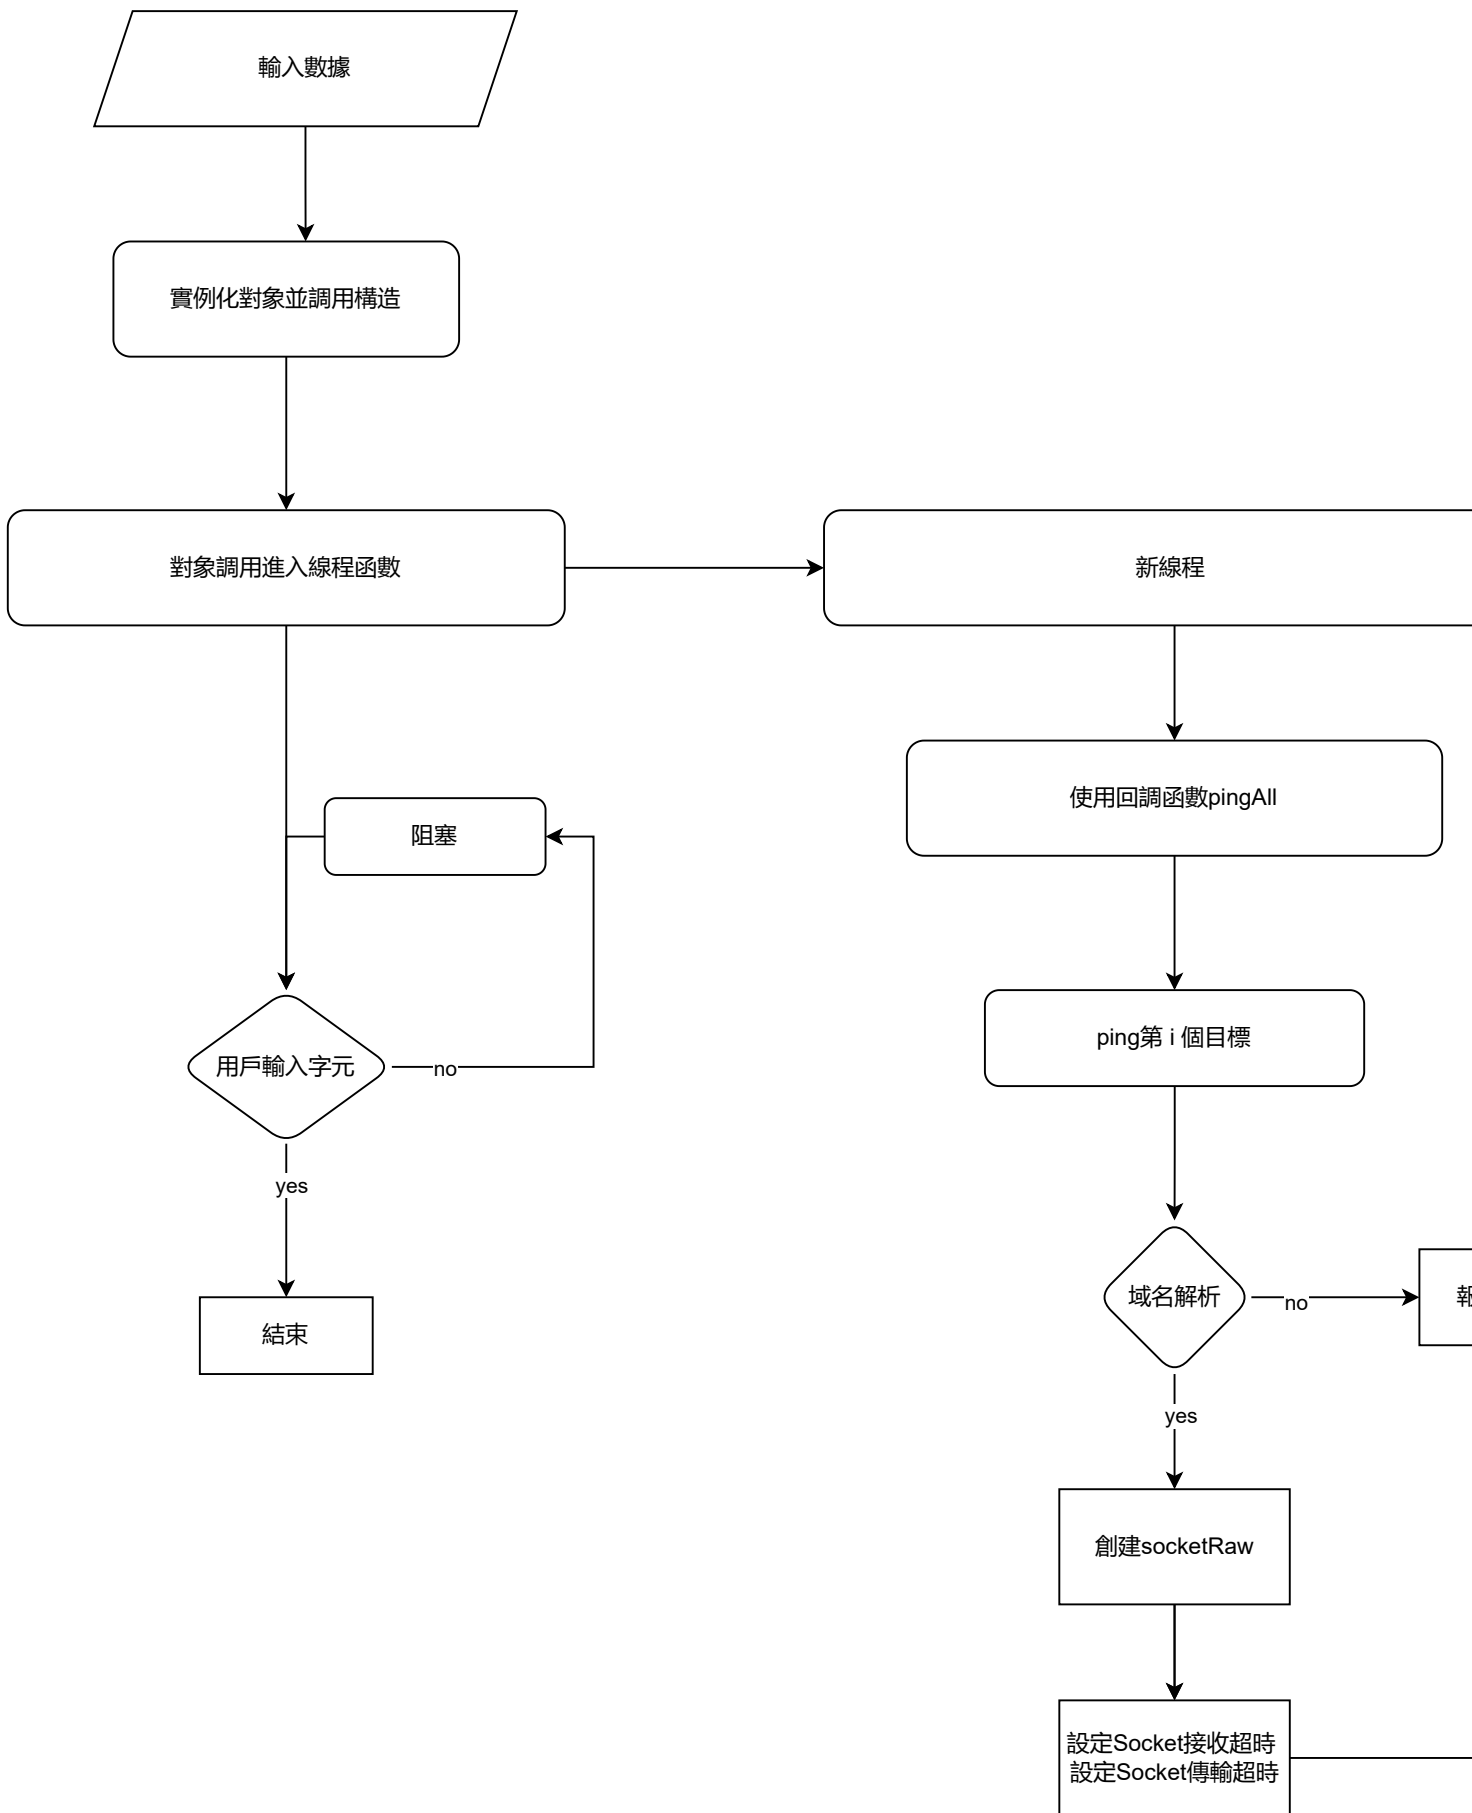 輸入數據
實例化對象並調用構造
對象調用進入線程函數
新線程
使用回調函數pingAll
阻塞
ping第 i 個目標
用戶輸入字元
no
yes
域名解析
no
結束
yes
創建socketRaw
設定Socket接收超時
設定Socket傳輸超時